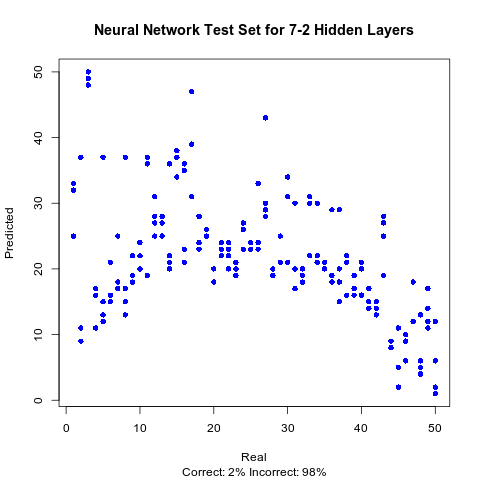 Neural Network Test Set for 7-2 Hidden Layers
Predicted
50
40
30
20
10
0
0 10 20 30 40 50
Real
Correct: 2% Incorrect: 98%